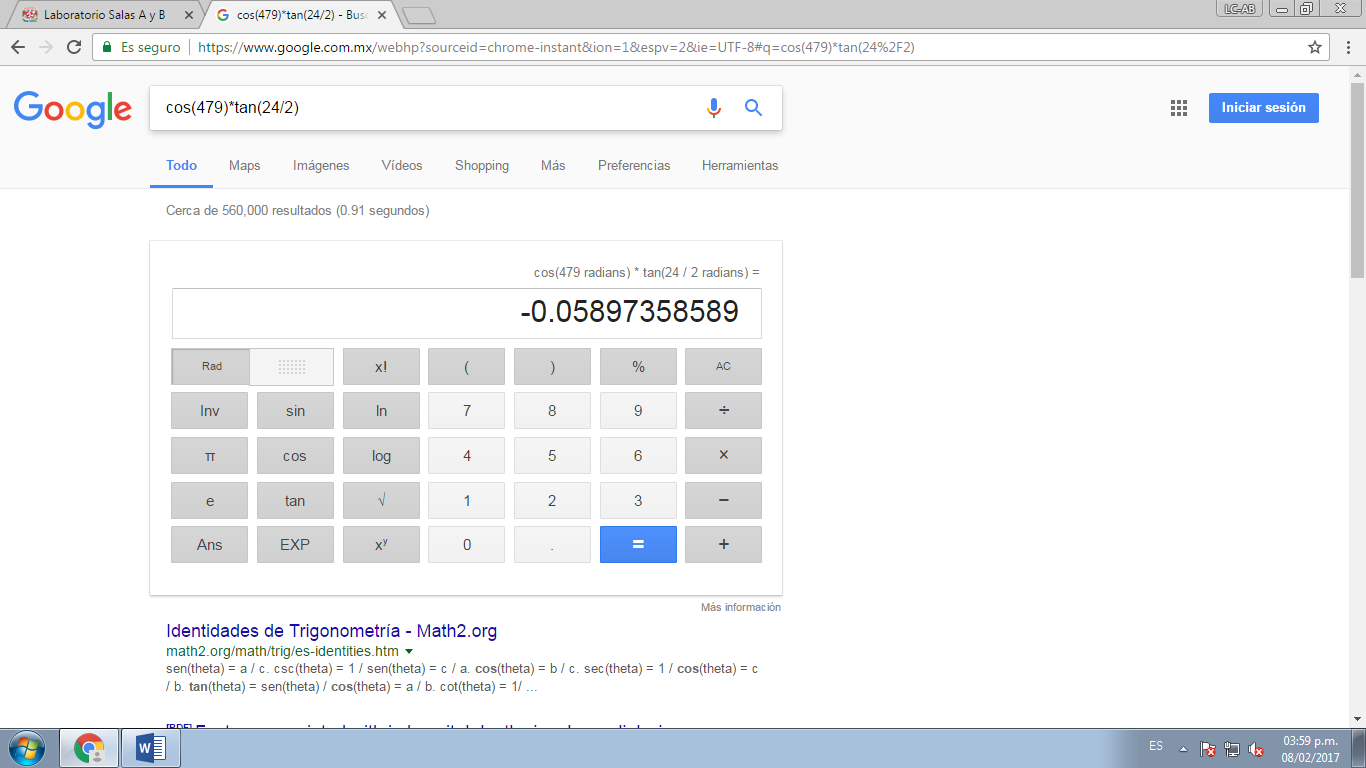 Laboratorio Salas A y B
cos(479)*tan(24/2) - Busc
LC-AB
Es seguro
https://www.google.com.mx/webhp?sourceid=chrome-instant&ion=1&espv=2&ie=UTF-8#q=cos(479)*tan(24%2F2)
Google
cos(479)*tan(24/2)
Iniciar sesión
Todo Maps Imágenes Vídeos Shopping Más Preferencias Herramientas
Cerca de 560,000 resultados (0.91 segundos)
cos(479 radians) * tan(24 / 2 radians) =
-0.05897358589
Rad x! ( ) % AC
Inv sin ln 7 8 9 ÷
π cos log 4 5 6 ×
e tan √ 1 2 3 −
Ans EXP xʸ 0 . = +
Más información
Identidades de Trigonometría - Math2.org
math2.org/math/trig/es-identities.htm
sen(theta) = a / c. csc(theta) = 1 / sen(theta) = c / a. cos(theta) = b / c. sec(theta) = 1 / cos(theta) = c
/ b. tan(theta) = sen(theta) / cos(theta) = a / b. cot(theta) = 1/ ...
ES
03:59 p.m.
08/02/2017